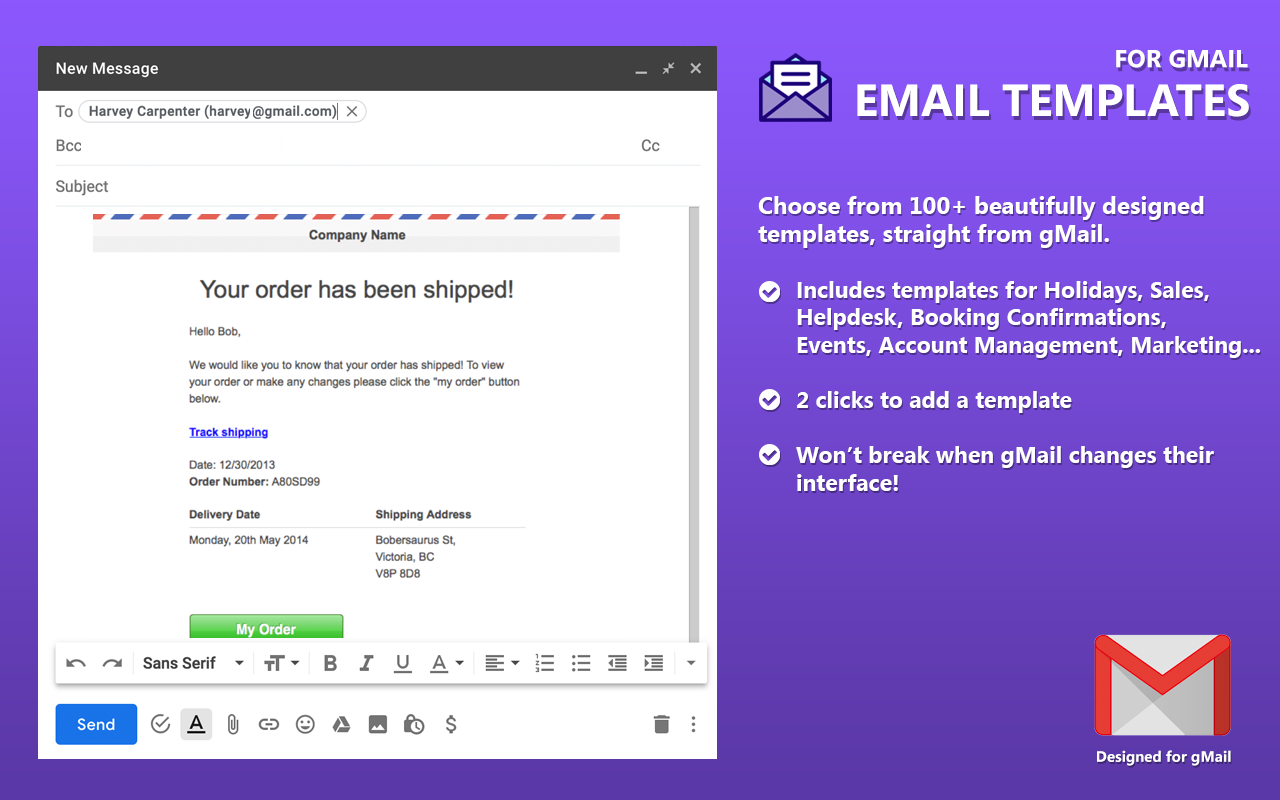 New Message
To Harvey Carpenter (harvey@gmail.com)
Bcc Cc
Subject
Company Name
Your order has been shipped!
Hello Bob,
We would like you to know that your order has shipped! To view
your order or make any changes please click the "my order" button
below.
Track shipping
Date: 12/30/2013
Order Number: A80SD99
Delivery Date Shipping Address
Monday, 20th May 2014 Bobersaurus St,
Victoria, BC
V8P 8D8
My Order
Sans Serif
Send
FOR GMAIL
EMAIL TEMPLATES
Choose from 100+ beautifully designed
templates, straight from gMail.
Includes templates for Holidays, Sales,
Helpdesk, Booking Confirmations,
Events, Account Management, Marketing...
2 clicks to add a template
Won’t break when gMail changes their
interface!
Designed for gMail